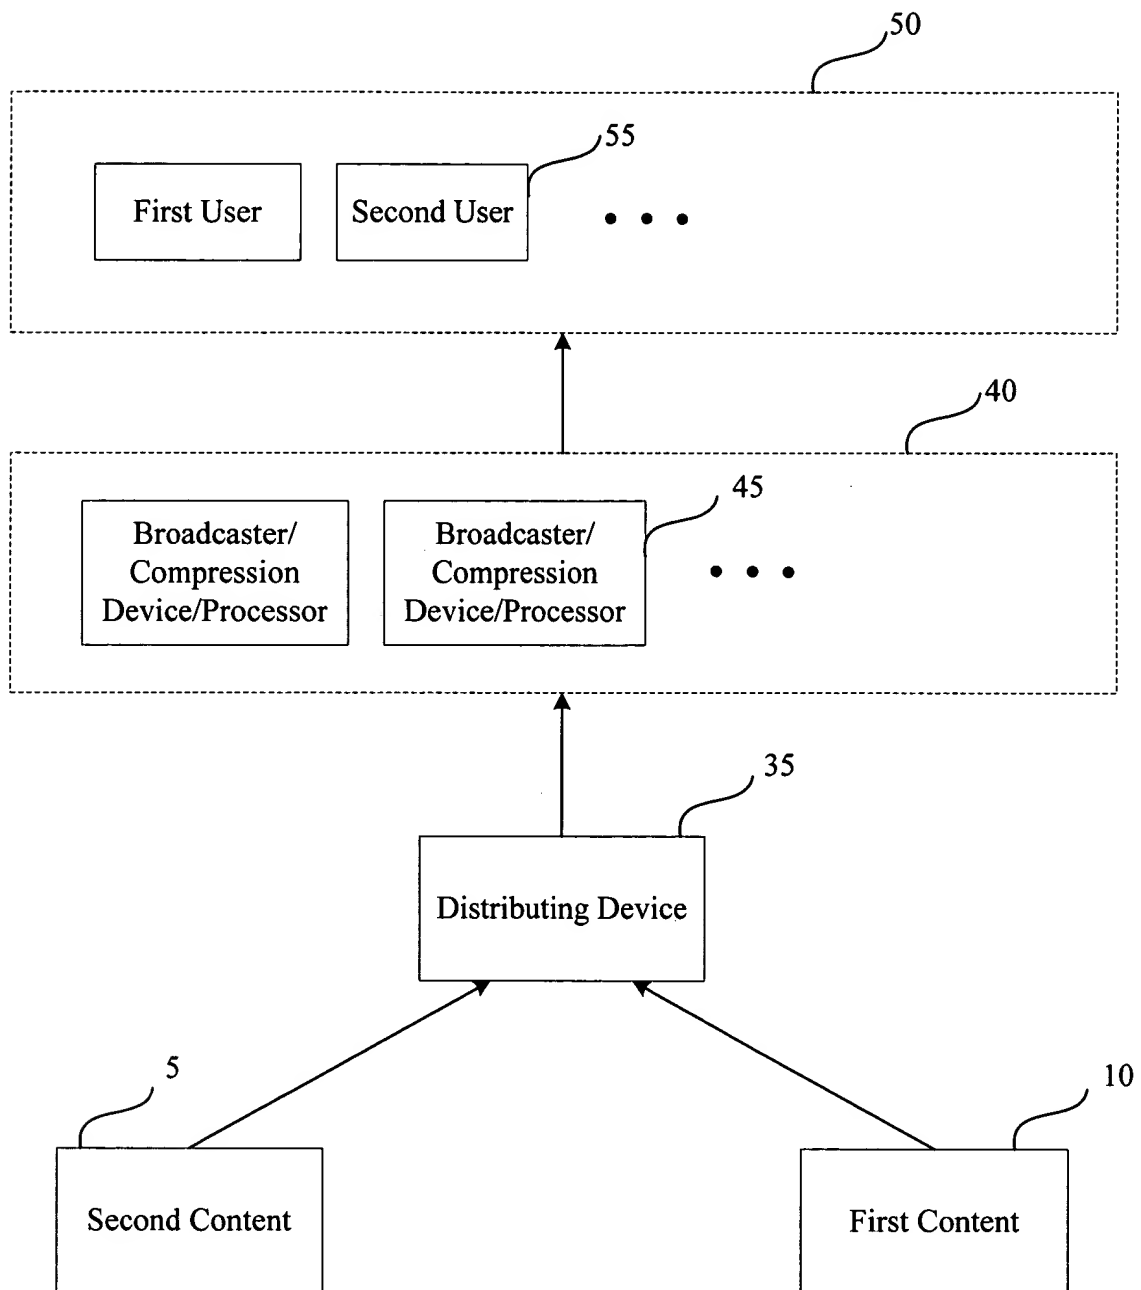 50
55
First User
Second User
40
45
Broadcaster/
Compression
Device/Processor
Broadcaster/
Compression
Device/Processor
35
Distributing Device
5
10
Second Content
First Content